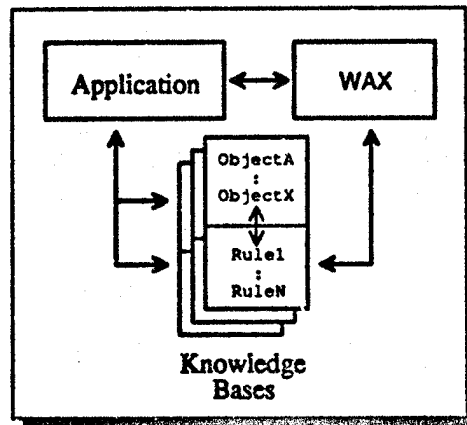 Application
WAX
ObjectA
:
ObjectX
Rule1
:
RuleN
Knowledge
Bases